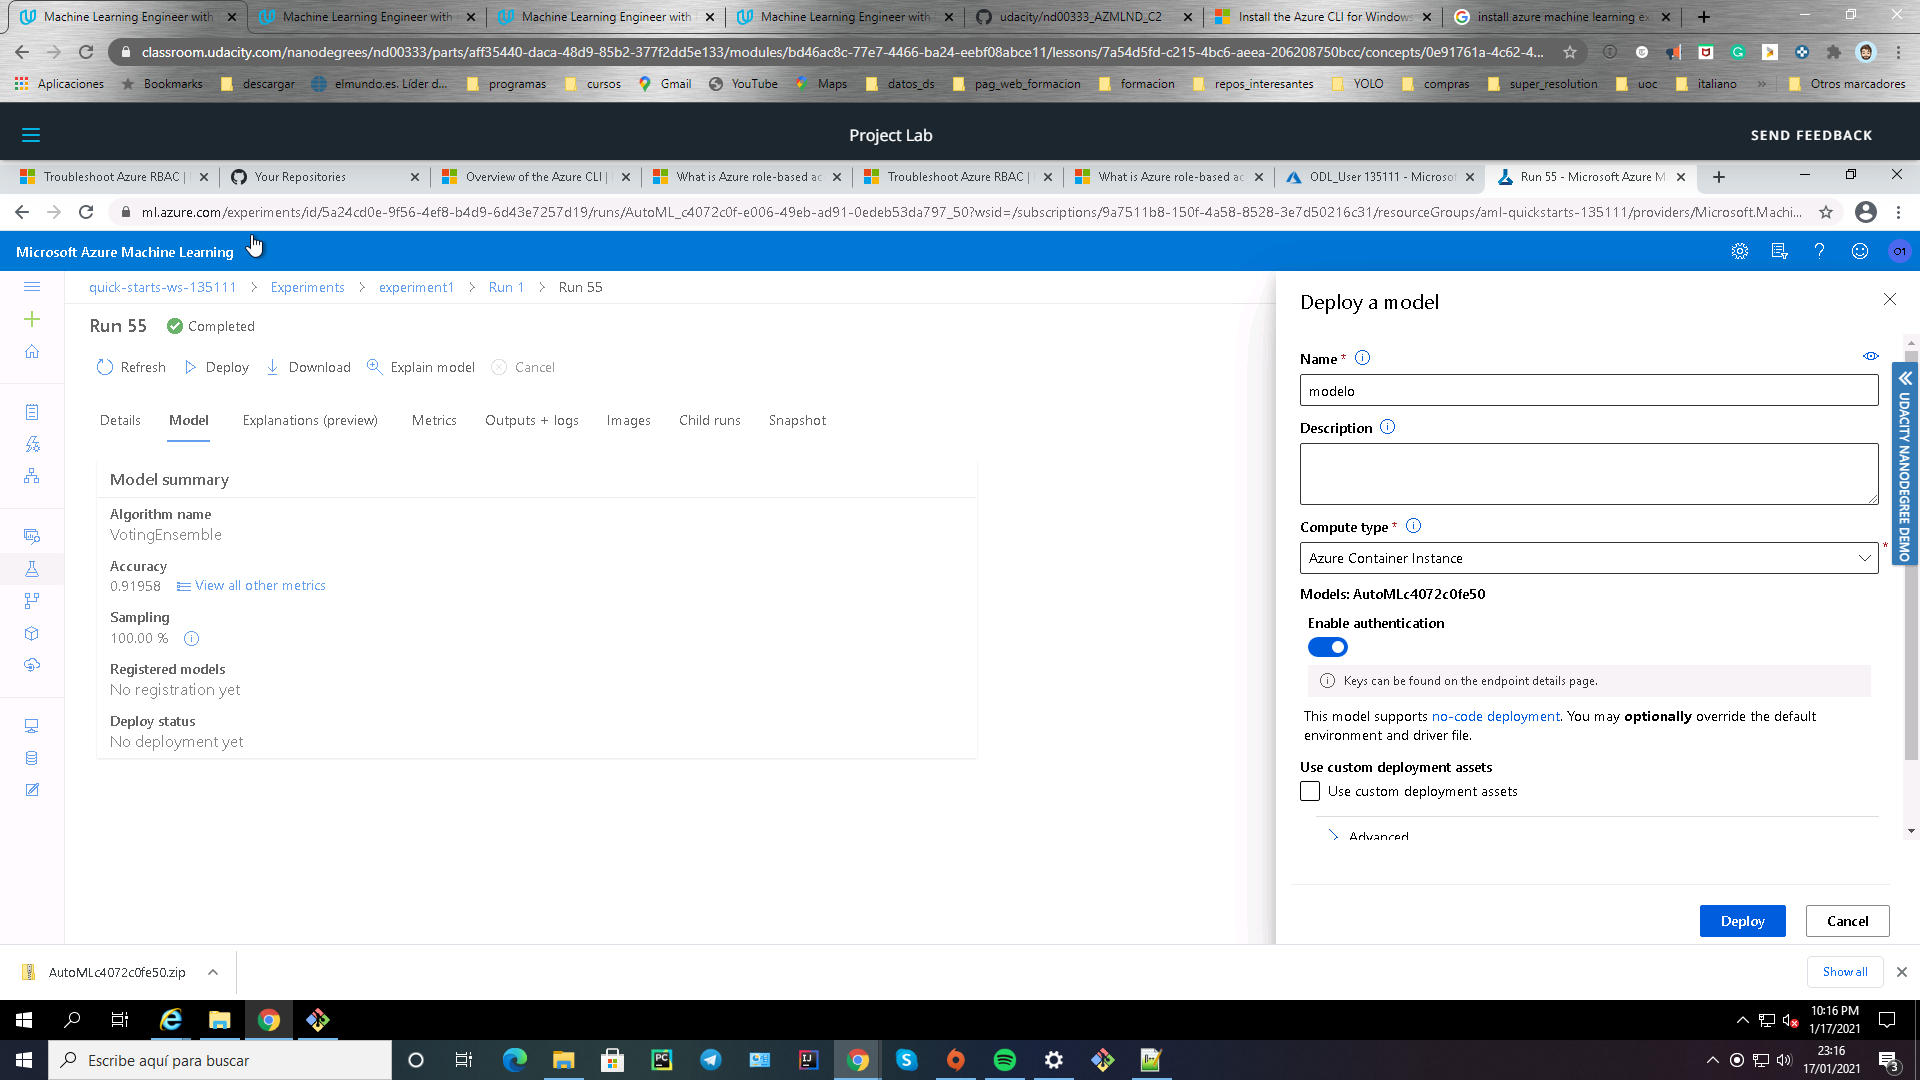 Machine Learning Engineer with
Machine Learning Engineer with
Machine Learning Engineer with
Machine Learning Engineer with
udacity/nd00333_AZMLND_C2
Install the Azure CLI for Windows
install azure machine learning ex
classroom.udacity.com/nanodegrees/nd00333/parts/aff35440-daca-48d9-85b2-377f2dd5e133/modules/bd46ac8c-77e7-4466-ba24-eebf08abce11/lessons/7a54d5fd-c215-4bc6-aeea-206208750bcc/concepts/0e91761a-4c62-4...
Aplicaciones
Bookmarks
descargar
elmundo.es. Líder d...
programas
cursos
Gmail
YouTube
Maps
datos_ds
pag_web_formacion
formacion
repos_interesantes
YOLO
compras
super_resolution
uoc
italiano
»
Otros marcadores
Project Lab
SEND FEEDBACK
Troubleshoot Azure RBAC |
Your Repositories
Overview of the Azure CLI |
What is Azure role-based ac
Troubleshoot Azure RBAC |
What is Azure role-based ac
ODL_User 135111 - Microsof
Run 55 - Microsoft Azure M
ml.azure.com/experiments/id/5a24cd0e-9f56-4ef8-b4d9-6d43e7257d19/runs/AutoML_c4072c0f-e006-49eb-ad91-0edeb53da797_50?wsid=/subscriptions/9a7511b8-150f-4a58-8528-3e7d50216c31/resourceGroups/aml-quickstarts-135111/providers/Microsoft.Machi...
Microsoft Azure Machine Learning
O1
quick-starts-ws-135111 > Experiments > experiment1 > Run 1 > Run 55
Run 55
Completed
Refresh
Deploy
Download
Explain model
Cancel
Details
Model
Explanations (preview)
Metrics
Outputs + logs
Images
Child runs
Snapshot
Model summary
Algorithm name
VotingEnsemble
Accuracy
0.91958
View all other metrics
Sampling
100.00 %
Registered models
No registration yet
Deploy status
No deployment yet
Deploy a model
Name *
modelo
Description
Compute type *
Azure Container Instance
*
Models: AutoMLc4072c0fe50
Enable authentication
Keys can be found on the endpoint details page.
This model supports no-code deployment. You may optionally override the default
environment and driver file.
Use custom deployment assets
Use custom deployment assets
Advanced
Deploy
Cancel
UDACITY NANODEGREE DEMO
AutoMLc4072c0fe50.zip
Show all
10:16 PM
1/17/2021
Escribe aquí para buscar
23:16
17/01/2021
3